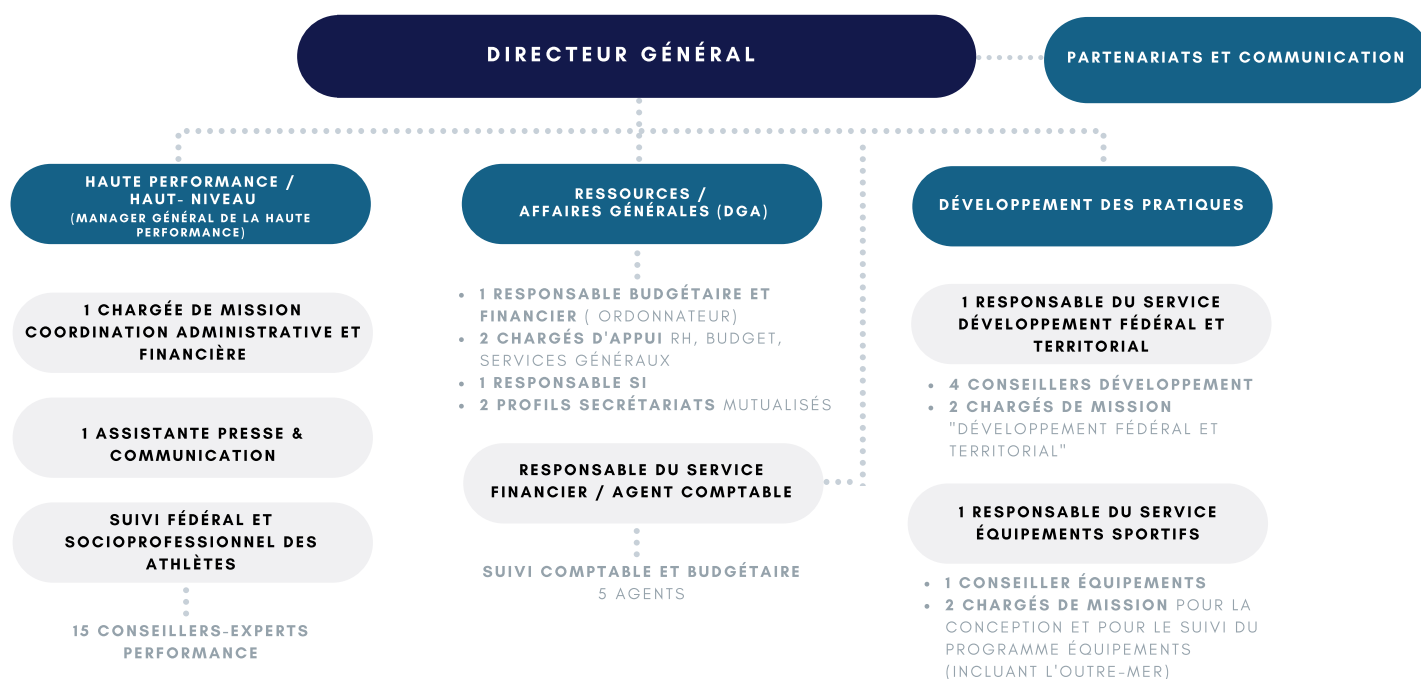 DIRECTEUR GÉNÉRAL
PARTENARIATS ET COMMUNICATION
HAUTE PERFORMANCE /
HAUT- NIVEAU
(MANAGER GÉNÉRAL DE LA HAUTE
PERFORMANCE)
1 CHARGÉE DE MISSION
COORDINATION ADMINISTRATIVE ET
FINANCIÈRE
1 ASSISTANTE PRESSE &
COMMUNICATION
SUIVI FÉDÉRAL ET
SOCIOPROFESSIONNEL DES
ATHLÈTES
15 CONSEILLERS-EXPERTS
PERFORMANCE
RESSOURCES /
AFFAIRES GÉNÉRALES (DGA)
• 1 RESPONSABLE BUDGÉTAIRE ET
FINANCIER ( ORDONNATEUR)
• 2 CHARGÉS D'APPUI RH, BUDGET,
SERVICES GÉNÉRAUX
• 1 RESPONSABLE SI
• 2 PROFILS SECRÉTARIATS MUTUALISÉS
RESPONSABLE DU SERVICE
FINANCIER / AGENT COMPTABLE
SUIVI COMPTABLE ET BUDGÉTAIRE
5 AGENTS
DÉVELOPPEMENT DES PRATIQUES
1 RESPONSABLE DU SERVICE
DÉVELOPPEMENT FÉDÉRAL ET
TERRITORIAL
• 4 CONSEILLERS DÉVELOPPEMENT
• 2 CHARGÉS DE MISSION
"DÉVELOPPEMENT FÉDÉRAL ET
TERRITORIAL"
1 RESPONSABLE DU SERVICE
ÉQUIPEMENTS SPORTIFS
• 1 CONSEILLER ÉQUIPEMENTS
• 2 CHARGÉS DE MISSION POUR LA
CONCEPTION ET POUR LE SUIVI DU
PROGRAMME ÉQUIPEMENTS
(INCLUANT L'OUTRE-MER)